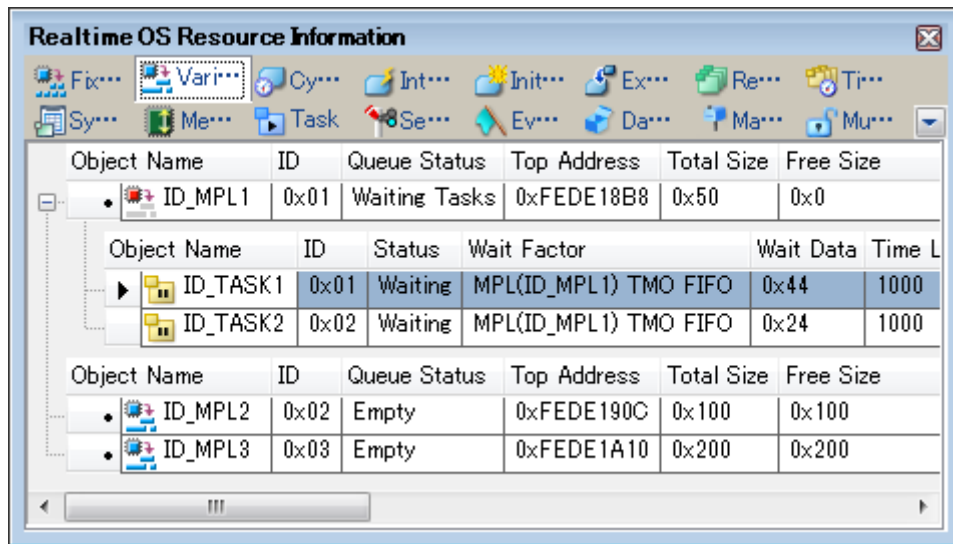 Realtime OS Resource Information
Fix··· Vari··· Cy··· Int··· Init··· Ex··· Re··· Ti···
Sy··· Me··· Task Se··· Ev··· Da··· Ma··· Mu···
Object Name ID Queue Status Top Address Total Size Free Size
ID_MPL1 0x01 Waiting Tasks 0xFEDE18B8 0x50 0x0
Object Name ID Status Wait Factor Wait Data Time L
ID_TASK1 0x01 Waiting MPL(ID_MPL1) TMO FIFO 0x44 1000
ID_TASK2 0x02 Waiting MPL(ID_MPL1) TMO FIFO 0x24 1000
Object Name ID Queue Status Top Address Total Size Free Size
ID_MPL2 0x02 Empty 0xFEDE190C 0x100 0x100
ID_MPL3 0x03 Empty 0xFEDE1A10 0x200 0x200